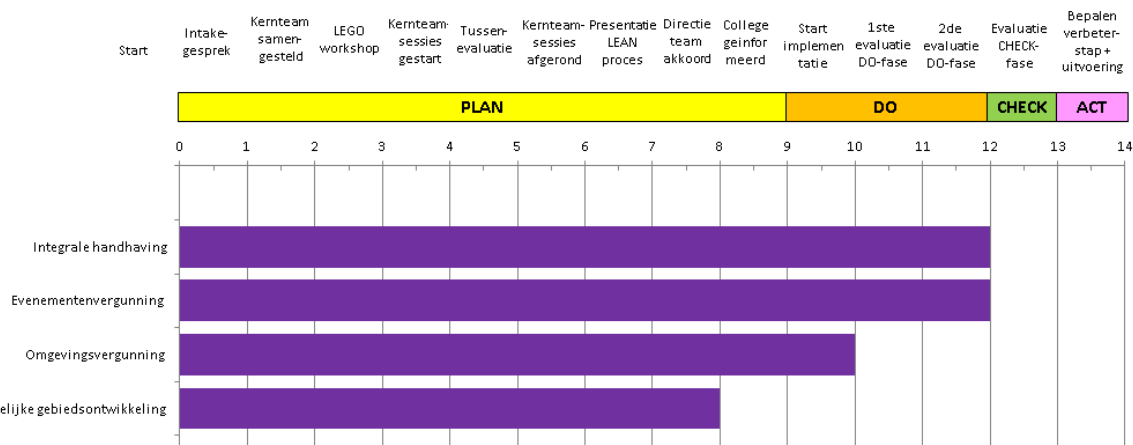 Start
Intake-
gesprek
Kernteam
samen-
gesteld
LEGO
workshop
Kernteam-
sessies
gestart
Tussen-
evaluatie
Kernteam-
sessies
afgerond
Presentatie
LEAN
proces
Directie
team
akkoord
College
geinfor
meerd
Start
implemen
tatie
1ste
evaluatie
DO-fase
2de
evaluatie
DO-fase
Evaluatie
CHECK-
fase
Bepalen
verbeter-
stap +
uitvoering
PLAN DO CHECK ACT
0 1 2 3 4 5 6 7 8 9 10 11 12 13 14
Integrale handhaving
Evenementenvergunning
Omgevingsvergunning
elijke gebiedsontwikkeling